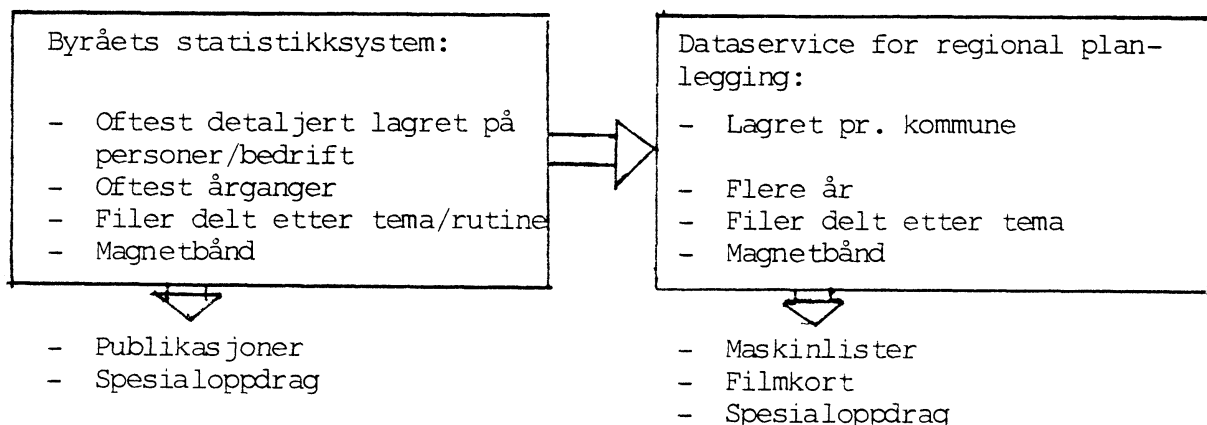 Byråets statistikksystem:
- Oftest detaljert lagret på
personer/bedrift
- Oftest årganger
- Filer delt etter tema/rutine
- Magnetbånd
- Publikasjoner
- Spesialoppdrag
Dataservice for regional plan-
legging:
- Lagret pr. kommune
- Flere år
- Filer delt etter tema
- Magnetbånd
- Maskinlister
- Filmkort
- Spesialoppdrag